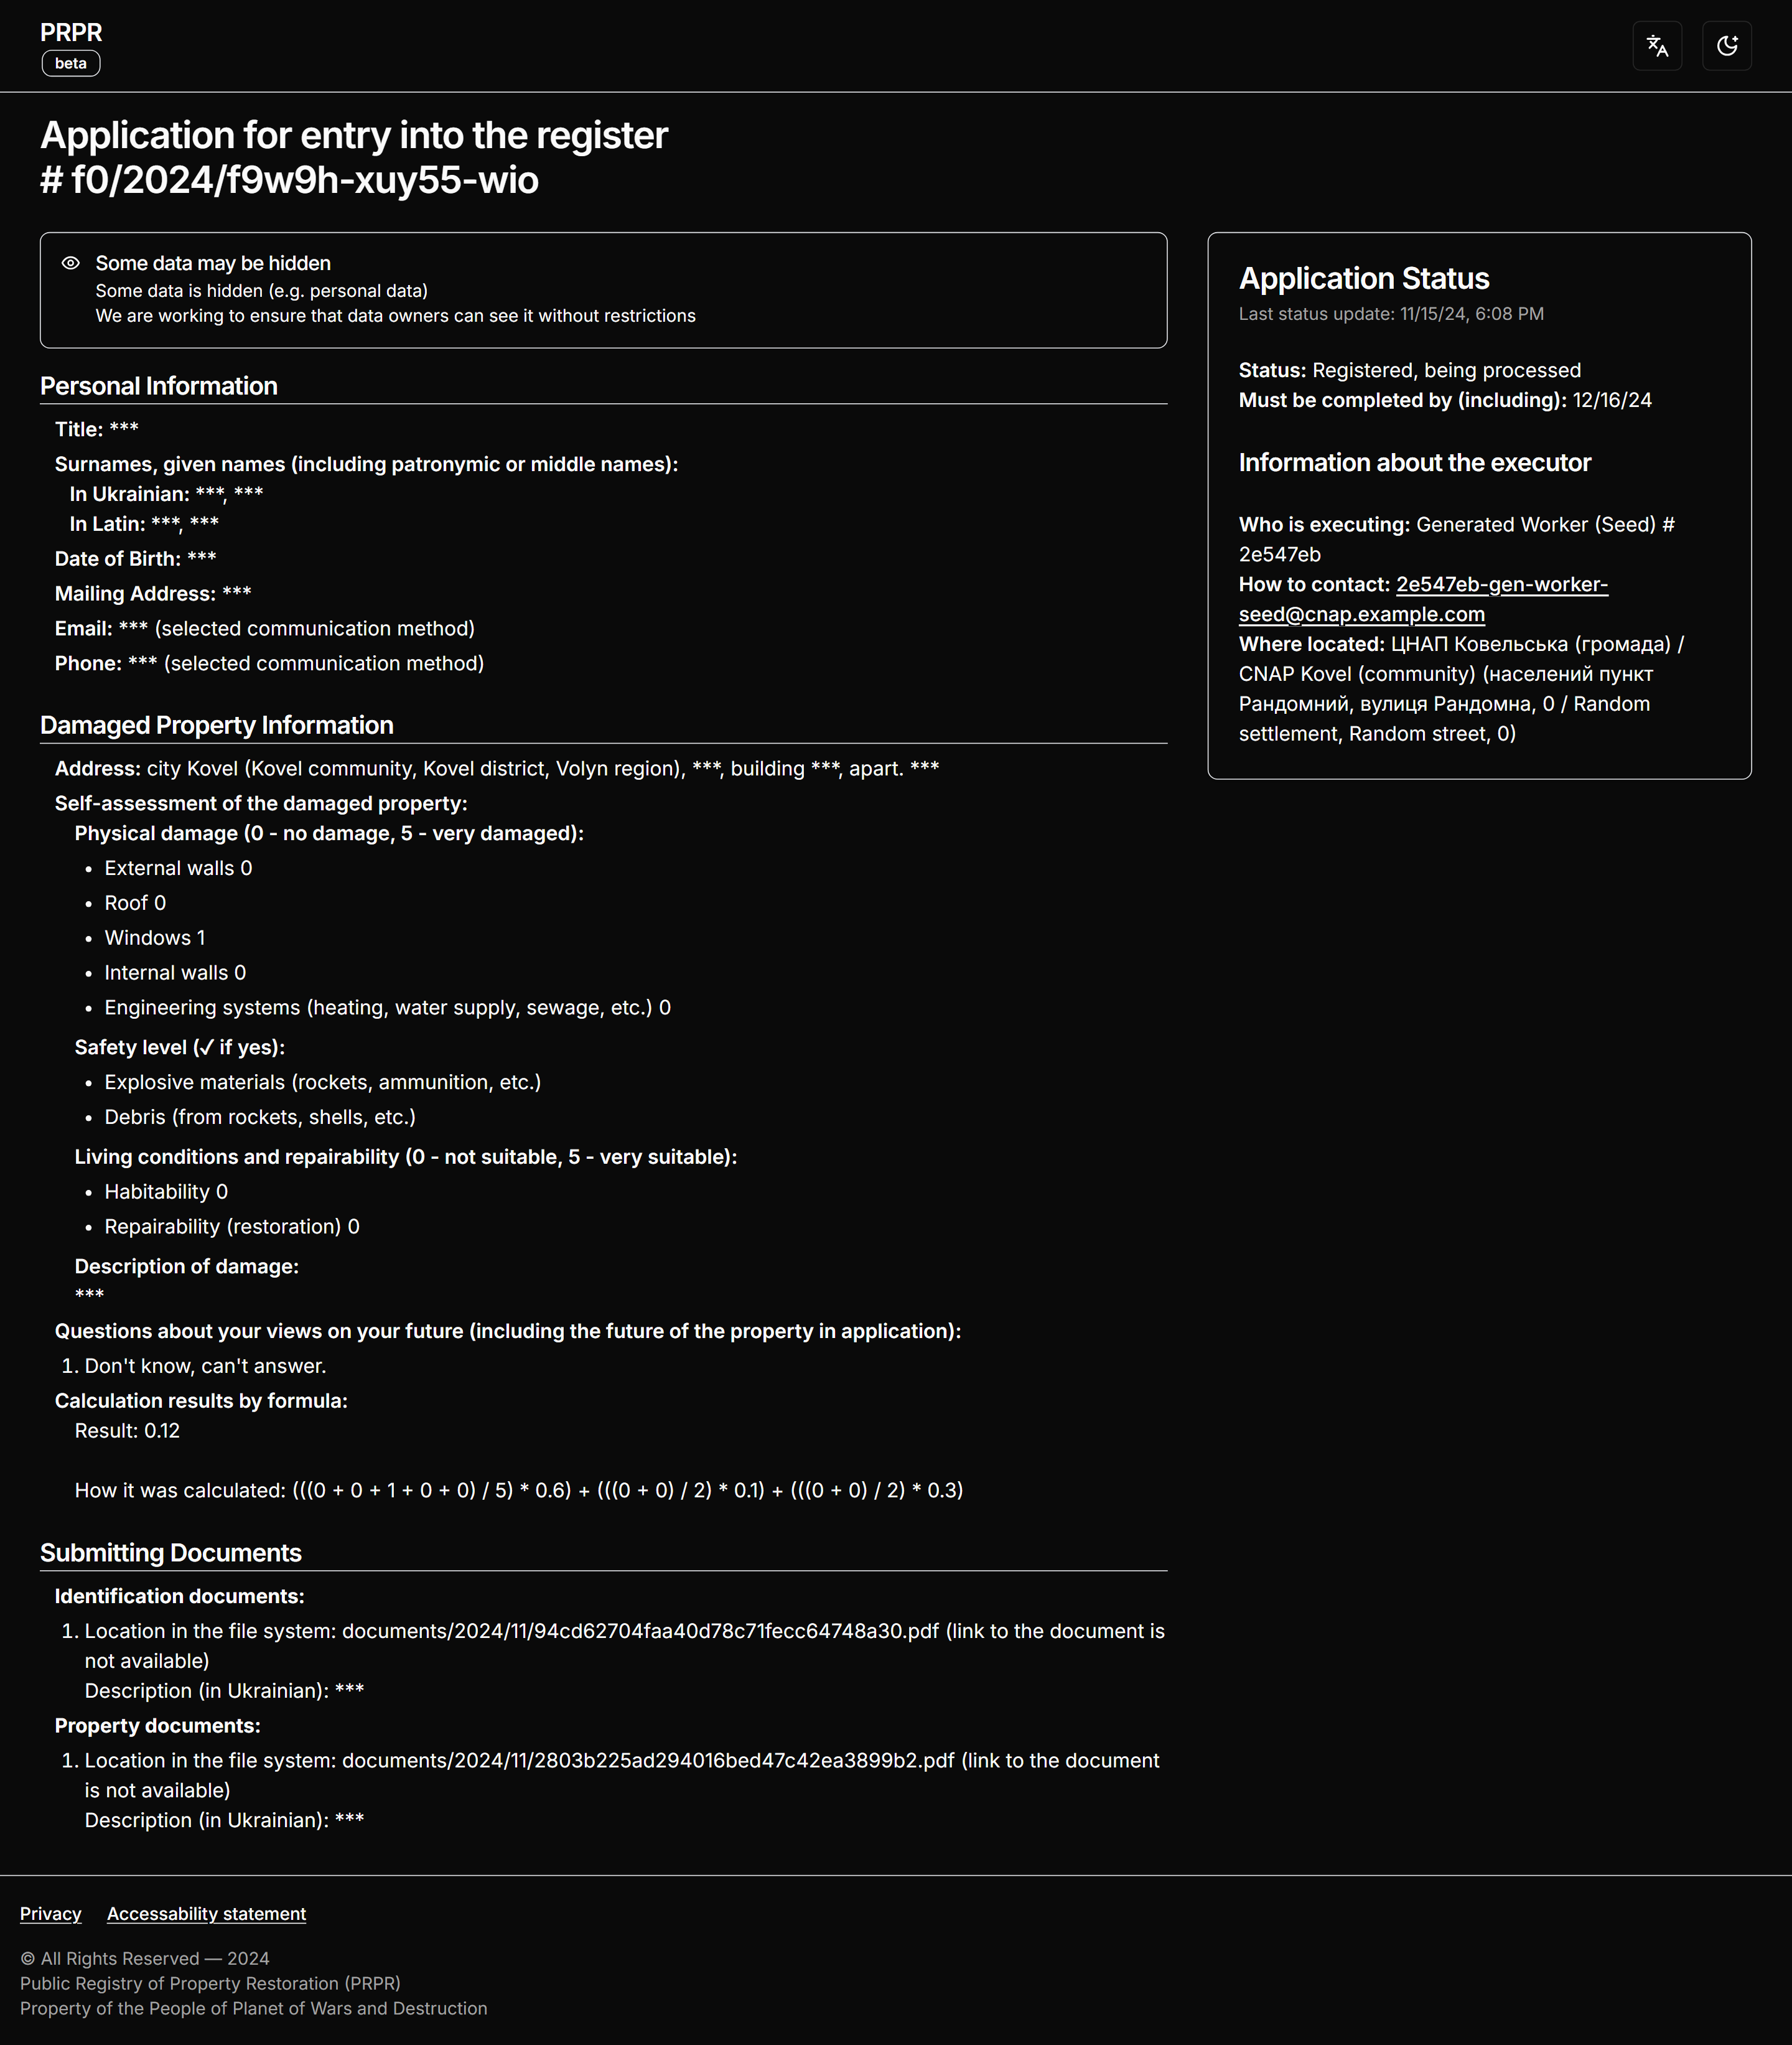 PRPR
beta
Application for entry into the register
# f0/2024/f9w9h-xuy55-wio
Some data may be hidden
Some data is hidden (e.g. personal data)
We are working to ensure that data owners can see it without restrictions
Personal Information
Title: ***
Surnames, given names (including patronymic or middle names):
In Ukrainian: ***, ***
In Latin: ***, ***
Date of Birth: ***
Mailing Address: ***
Email: *** (selected communication method)
Phone: *** (selected communication method)
Damaged Property Information
Address: city Kovel (Kovel community, Kovel district, Volyn region), ***, building ***, apart. ***
Self-assessment of the damaged property:
Physical damage (0 - no damage, 5 - very damaged):
• External walls 0
• Roof 0
• Windows 1
• Internal walls 0
• Engineering systems (heating, water supply, sewage, etc.) 0
Safety level (✓ if yes):
• Explosive materials (rockets, ammunition, etc.)
• Debris (from rockets, shells, etc.)
Living conditions and repairability (0 - not suitable, 5 - very suitable):
• Habitability 0
• Repairability (restoration) 0
Description of damage:
***
Questions about your views on your future (including the future of the property in application):
1. Don't know, can't answer.
Calculation results by formula:
Result: 0.12
How it was calculated: (((0 + 0 + 1 + 0 + 0) / 5) * 0.6) + (((0 + 0) / 2) * 0.1) + (((0 + 0) / 2) * 0.3)
Submitting Documents
Identification documents:
1. Location in the file system: documents/2024/11/94cd62704faa40d78c71fecc64748a30.pdf (link to the document is
not available)
Description (in Ukrainian): ***
Property documents:
1. Location in the file system: documents/2024/11/2803b225ad294016bed47c42ea3899b2.pdf (link to the document
is not available)
Description (in Ukrainian): ***
Application Status
Last status update: 11/15/24, 6:08 PM
Status: Registered, being processed
Must be completed by (including): 12/16/24
Information about the executor
Who is executing: Generated Worker (Seed) #
2e547eb
How to contact: 2e547eb-gen-worker-
seed@cnap.example.com
Where located: ЦНАП Ковельська (громада) /
CNAP Kovel (community) (населений пункт
Рандомний, вулиця Рандомна, 0 / Random
settlement, Random street, 0)
Privacy Accessability statement
© All Rights Reserved — 2024
Public Registry of Property Restoration (PRPR)
Property of the People of Planet of Wars and Destruction